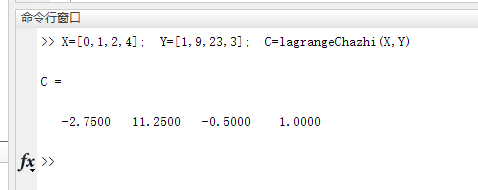 命令行窗口
>> X=[0,1,2,4]; Y=[1,9,23,3]; C=lagrangeChazhi(X,Y)
C =
-2.7500 11.2500 -0.5000 1.0000
fx >>